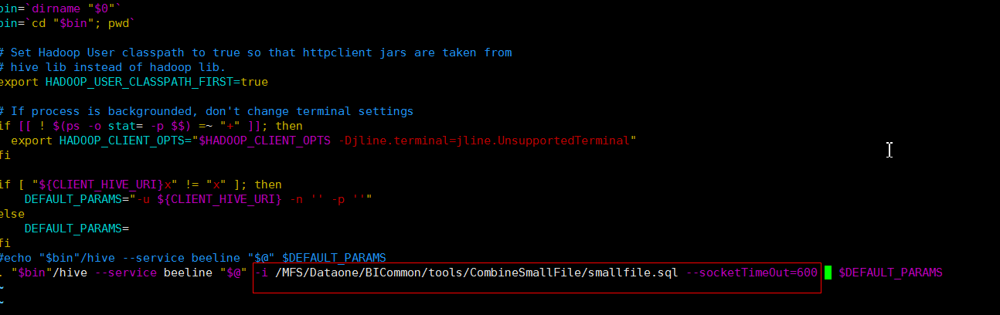 bin=`dirname "$0"`
bin=`cd "$bin"; pwd`
# Set Hadoop User classpath to true so that httpclient jars are taken from
# hive lib instead of hadoop lib.
export HADOOP_USER_CLASSPATH_FIRST=true
# If process is backgrounded, don't change terminal settings
if [[ ! $(ps -o stat= -p $$) =~ "+" ]]; then
  export HADOOP_CLIENT_OPTS="$HADOOP_CLIENT_OPTS -Djline.terminal=jline.UnsupportedTerminal"
fi
if [ "${CLIENT_HIVE_URI}x" != "x" ]; then
    DEFAULT_PARAMS="-u ${CLIENT_HIVE_URI} -n '' -p ''"
else
    DEFAULT_PARAMS=
fi
#echo "$bin"/hive --service beeline "$@" $DEFAULT_PARAMS
. "$bin"/hive --service beeline "$@" -i /MFS/Dataone/BICommon/tools/CombineSmallFile/smallfile.sql --socketTimeOut=600 $DEFAULT_PARAMS
~
~